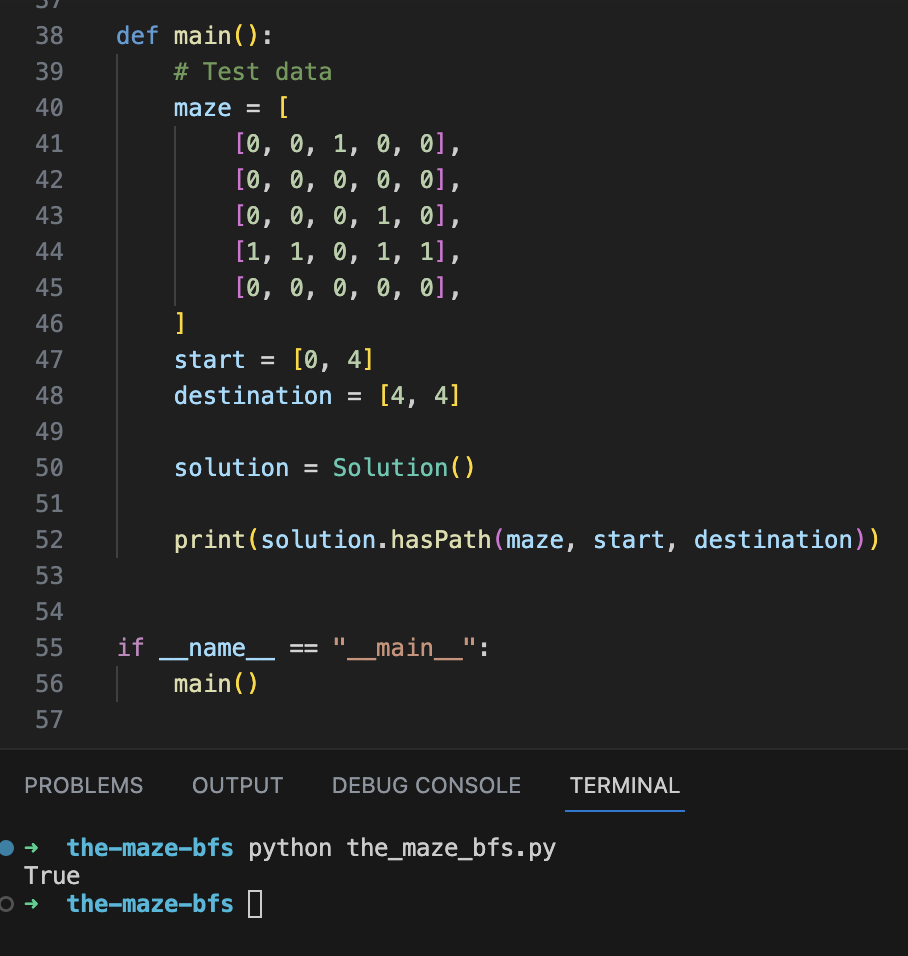 37
38 def main():
39 # Test data
40 maze = [
41 [0, 0, 1, 0, 0],
42 [0, 0, 0, 0, 0],
43 [0, 0, 0, 1, 0],
44 [1, 1, 0, 1, 1],
45 [0, 0, 0, 0, 0],
46 ]
47 start = [0, 4]
48 destination = [4, 4]
49
50 solution = Solution()
51
52 print(solution.hasPath(maze, start, destination))
53
54
55 if __name__ == "__main__":
56 main()
57
PROBLEMS OUTPUT DEBUG CONSOLE TERMINAL
➜ the-maze-bfs python the_maze_bfs.py
True
➜ the-maze-bfs